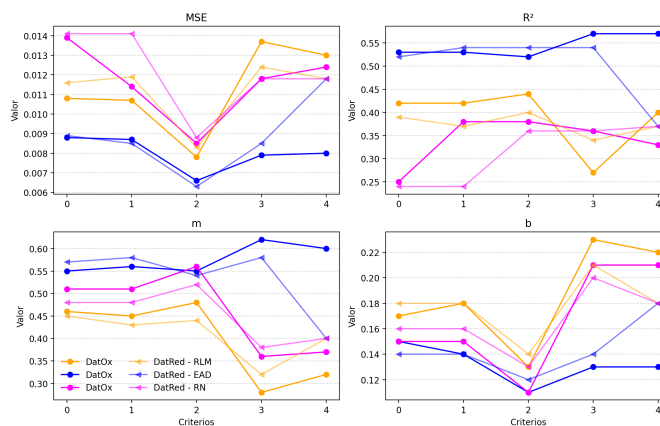 MSE
R²
Valor
0.014
0.013
0.012
0.011
0.010
0.009
0.008
0.007
0.006
0 1 2 3 4
Valor
0.55
0.50
0.45
0.40
0.35
0.30
0.25
0 1 2 3 4
m
b
Valor
0.60
0.55
0.50
0.45
0.40
0.35
0.30
DatOx DatRed - RLM
DatOx DatRed - EAD
DatOx DatRed - RN
0 1 2 3 4
Criterios
Valor
0.22
0.20
0.18
0.16
0.14
0.12
0 1 2 3 4
Criterios